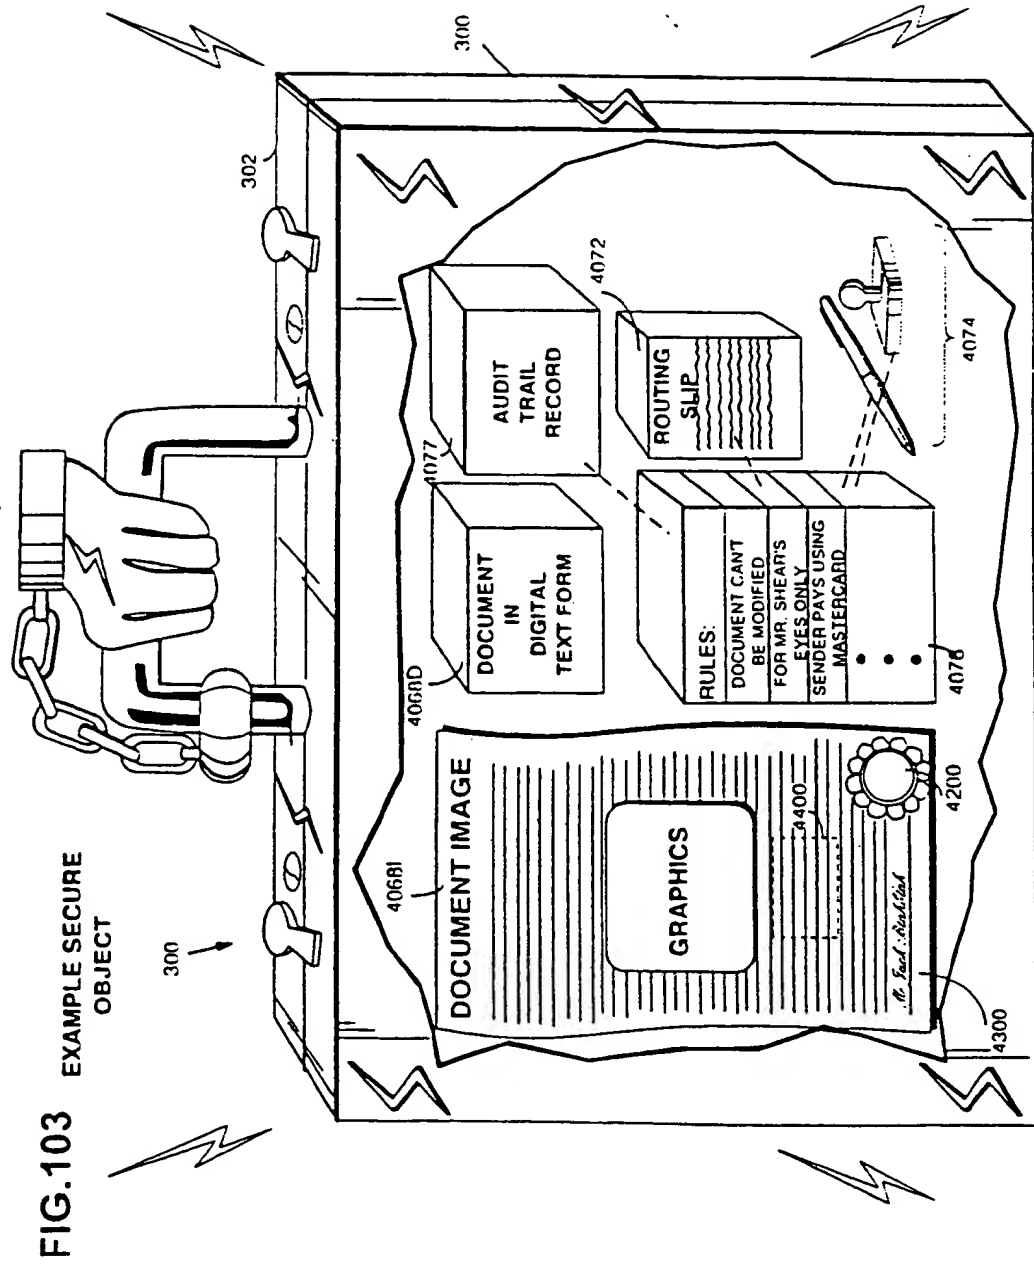 FIG.103
EXAMPLE SECURE
OBJECT
300
302
300
4068I
DOCUMENT IMAGE
GRAPHICS
4400
4300
4200
4068D
DOCUMENT
IN
DIGITAL
TEXT FORM
4077
AUDIT
TRAIL
RECORD
RULES:
DOCUMENT CAN'T
BE MODIFIED
FOR MR. SHEAR'S
EYES ONLY
SENDER PAYS USING
MASTERCARD
4072
ROUTING
SLIP
4074